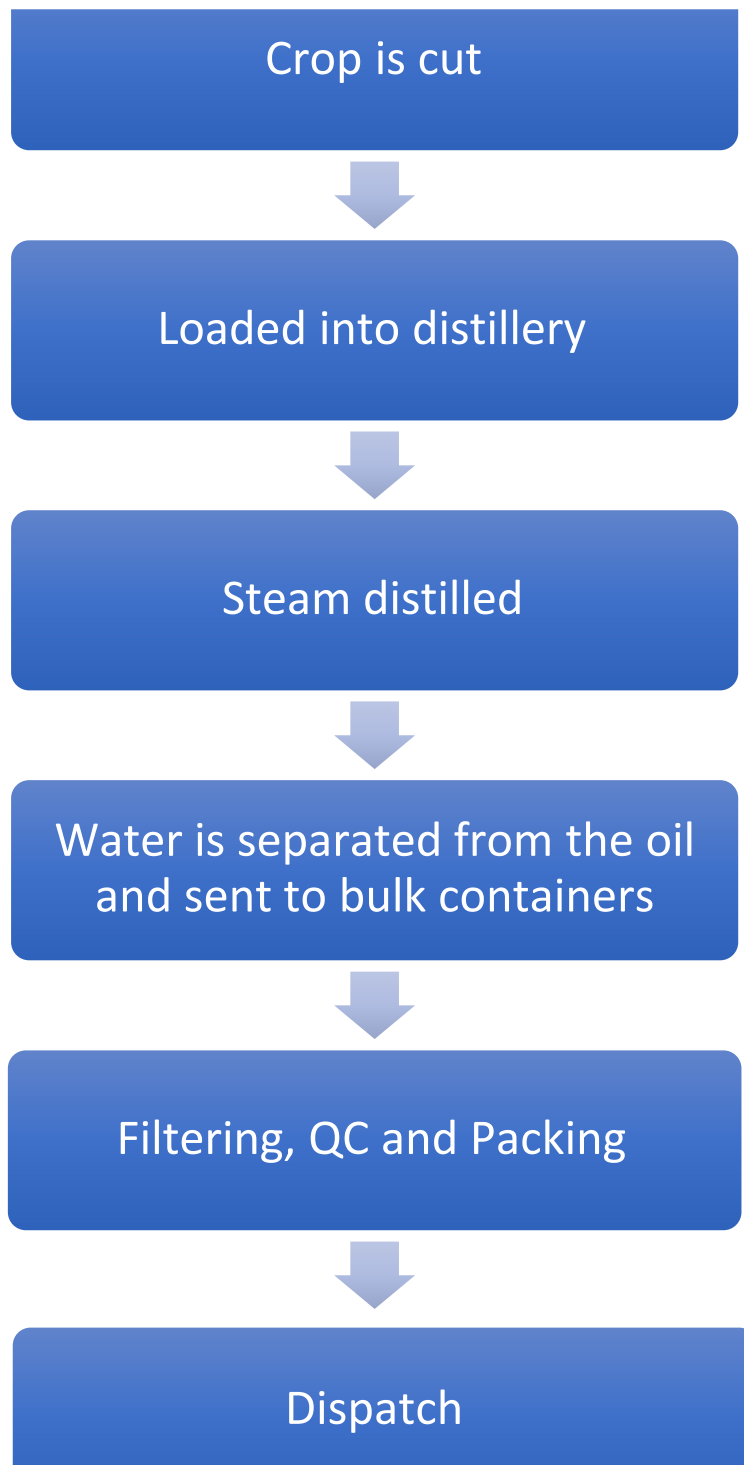 Crop is cut
Loaded into distillery
Steam distilled
Water is separated from the oil
and sent to bulk containers
Filtering, QC and Packing
Dispatch